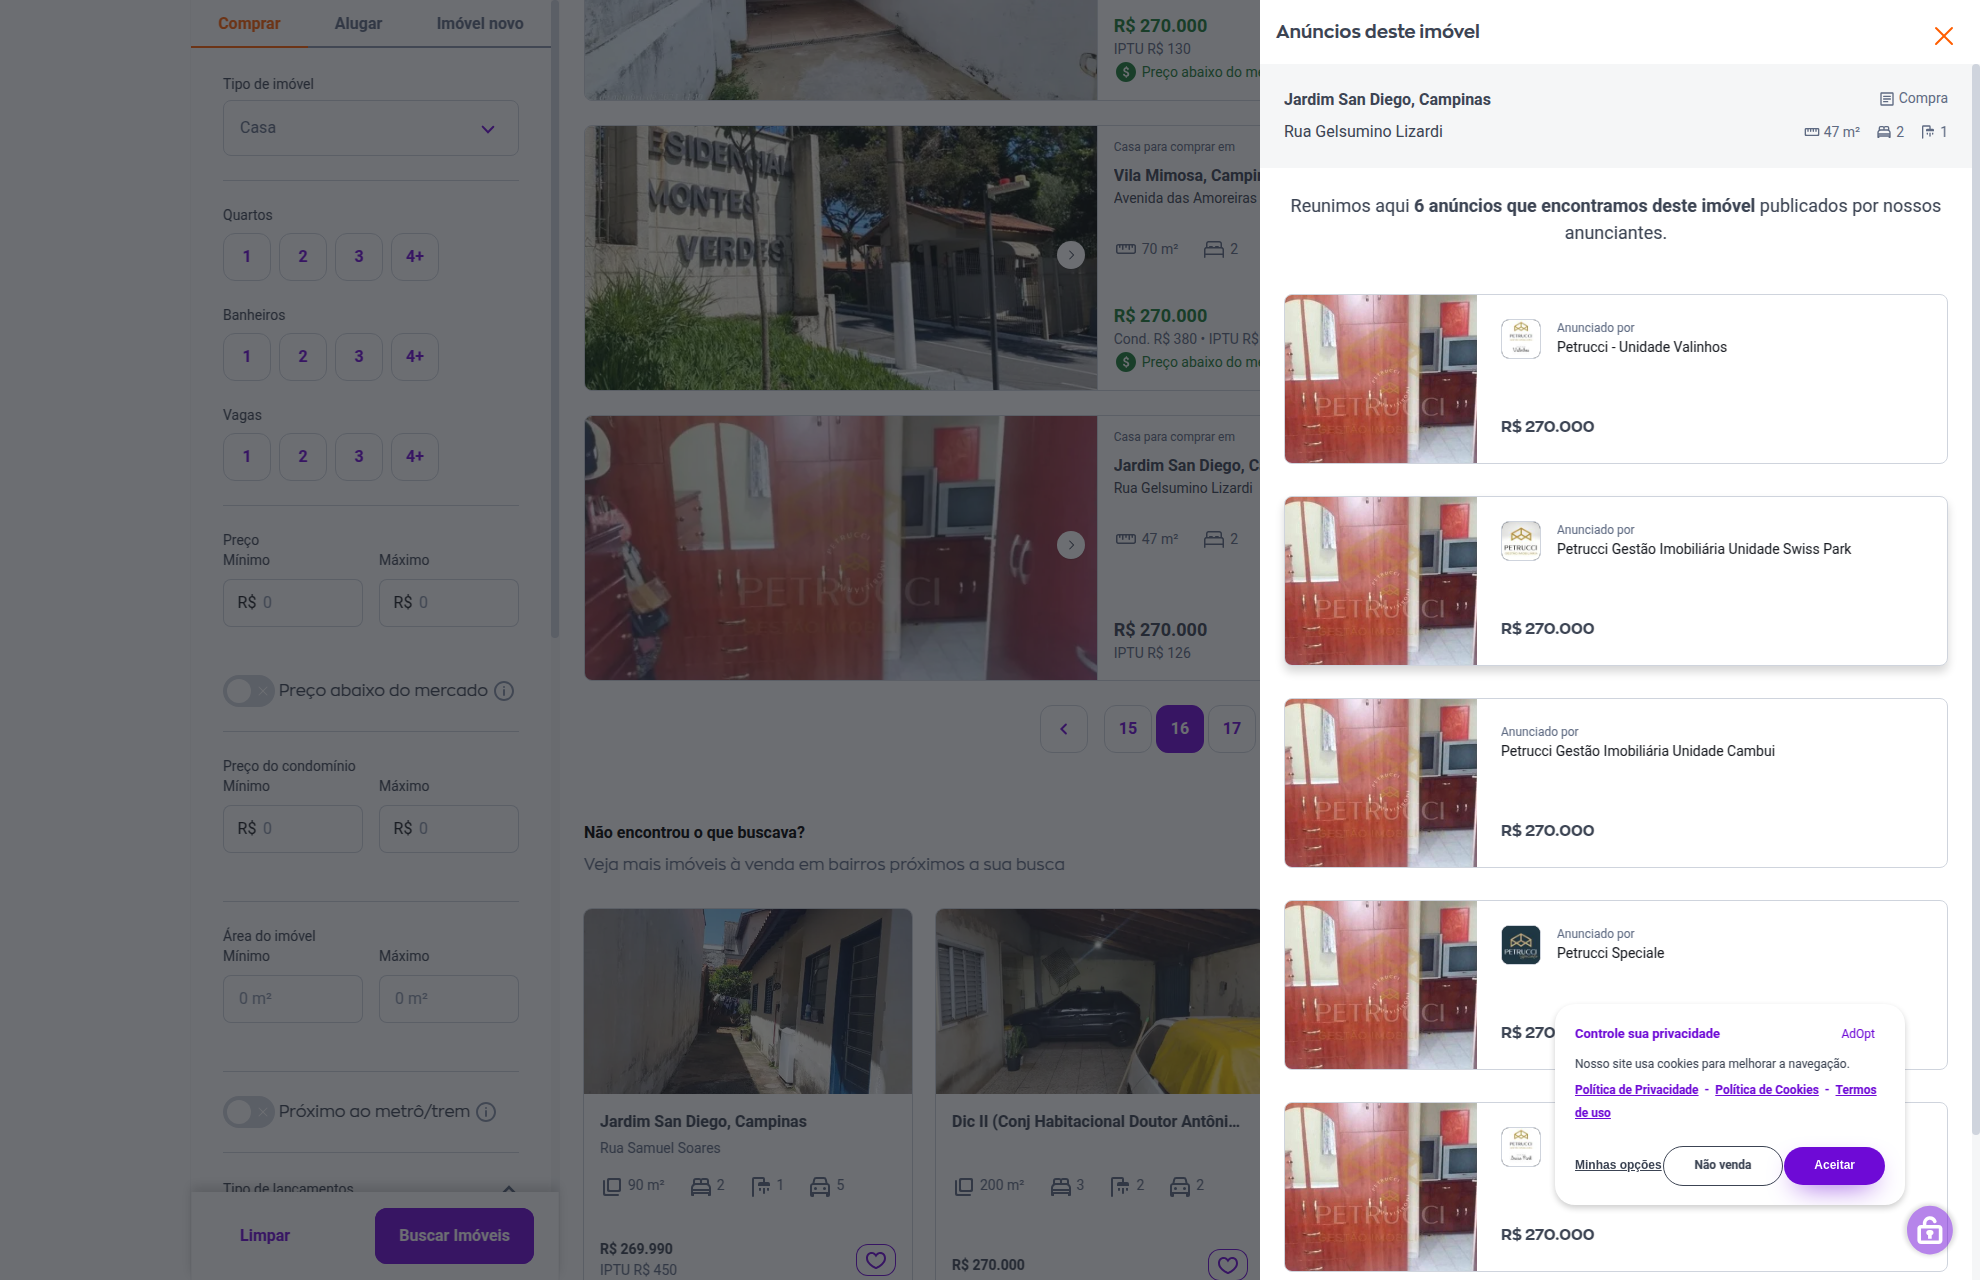 Comprar
Alugar
Imóvel novo
Tipo de imóvel
Casa
Quartos
1
2
3
4+
Banheiros
1
2
3
4+
Vagas
1
2
3
4+
Preço
Mínimo
Máximo
R$ 0
R$ 0
Preço abaixo do mercado
Preço do condomínio
Mínimo
Máximo
R$ 0
R$ 0
Área do imóvel
Mínimo
Máximo
0 m²
0 m²
Próximo ao metrô/trem
Tipo de lançamentos
Limpar
Buscar Imóveis
R$ 270.000
IPTU R$ 130
Preço abaixo do
ESIDENCIAL
MONTES
VERDES
Casa para comprar em
Vila Mimosa,
Avenida das Amoreiras
70 m²
2
R$ 270.000
Cond. R$ 380 • IPTU R$
Preço abaixo do
PETRUCCI
Casa para comprar em
Jardim San Diego,
Rua Gelsumino Lizardi
47 m²
2
R$ 270.000
IPTU R$ 126
15
16
17
Não encontrou o que buscava?
Veja mais imóveis à venda em bairros próximos a sua busca
Jardim San Diego, Campinas
Rua Samuel Soares
90 m²
2
1
5
R$ 269.990
IPTU R$ 450
Dic II (Conj Habitacional Doutor Antôni...
200 m²
3
2
2
R$ 270.000
Anúncios deste imóvel
Jardim San Diego, Campinas
Compra
Rua Gelsumino Lizardi
47 m²
2
1
Reunimos aqui 6 anúncios que encontramos deste imóvel publicados por nossos
anunciantes.
PETRUCCI
Anunciado por
Petrucci - Unidade Valinhos
R$ 270.000
PETRUCCI
PETRUCCI
Anunciado por
Petrucci Gestão Imobiliária Unidade Swiss Park
R$ 270.000
PETRUCCI
Anunciado por
Petrucci Gestão Imobiliária Unidade Cambui
R$ 270.000
PETRUCCI
PETRUCCI
Anunciado por
Petrucci Speciale
R$ 270
PETRUCCI
R$ 270.000
Controle sua privacidade
AdOpt
Nosso site usa cookies para melhorar a navegação.
Política de Privacidade - Política de Cookies - Termos
de uso
Minhas opções
Não venda
Aceitar